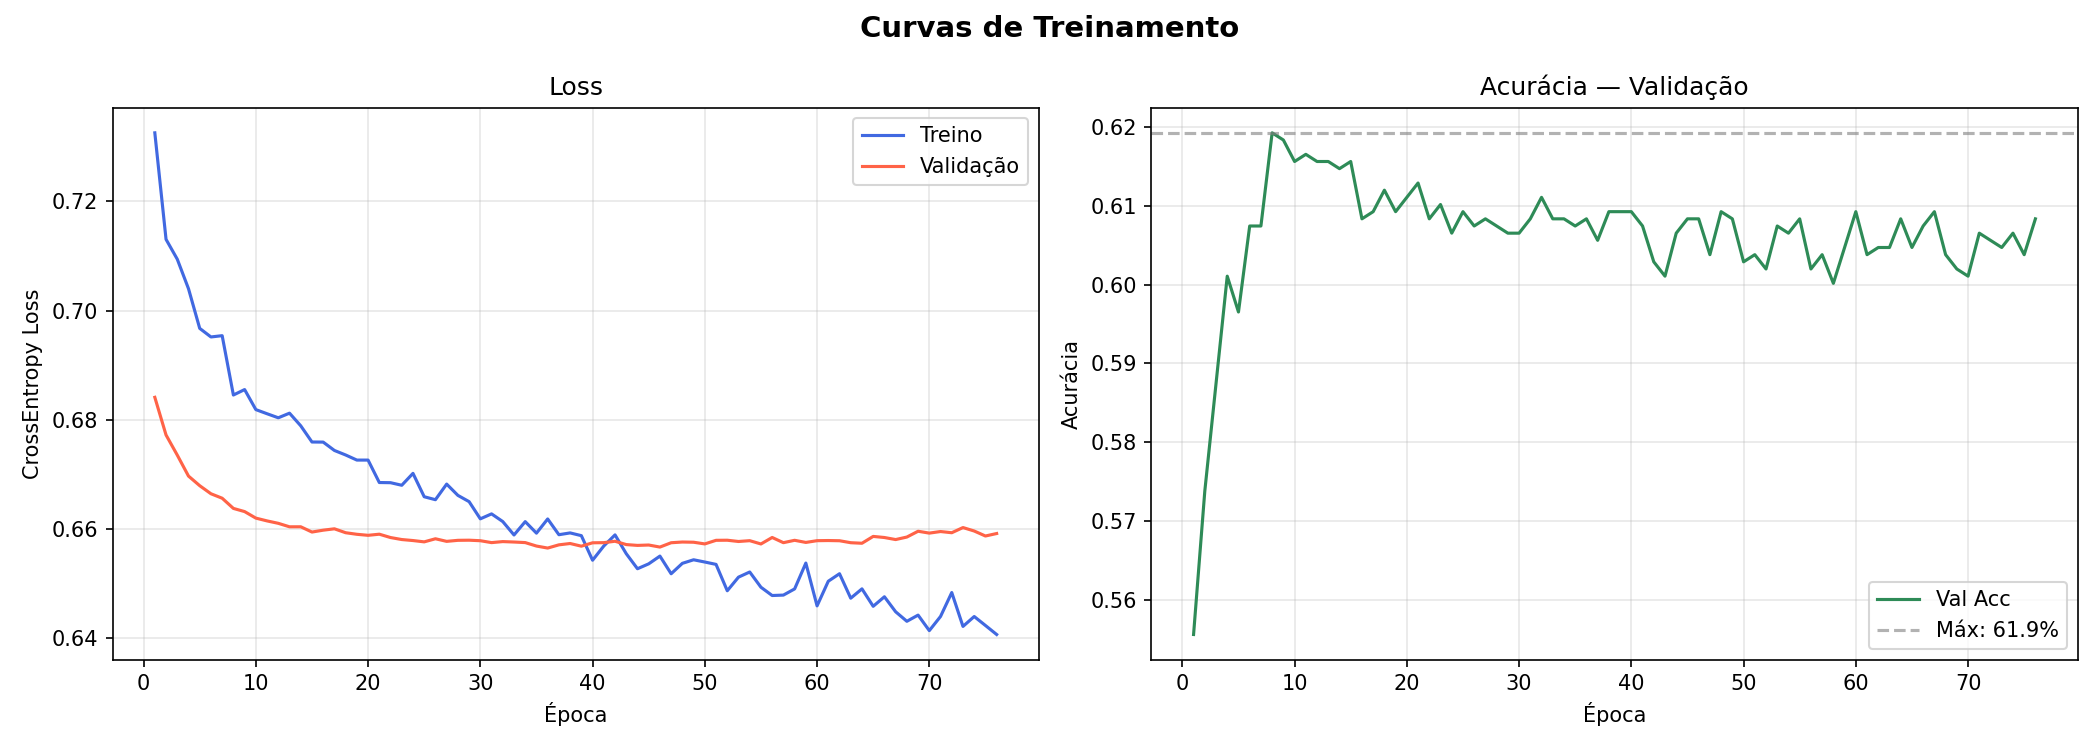 Curvas de Treinamento
Loss
CrossEntropy Loss
0.72
0.70
0.68
0.66
0.64
0
10
20
30
40
50
60
70
Época
Treino
Validação
Acurácia — Validação
Acurácia
0.62
0.61
0.60
0.59
0.58
0.57
0.56
0
10
20
30
40
50
60
70
Época
Val Acc
Máx: 61.9%